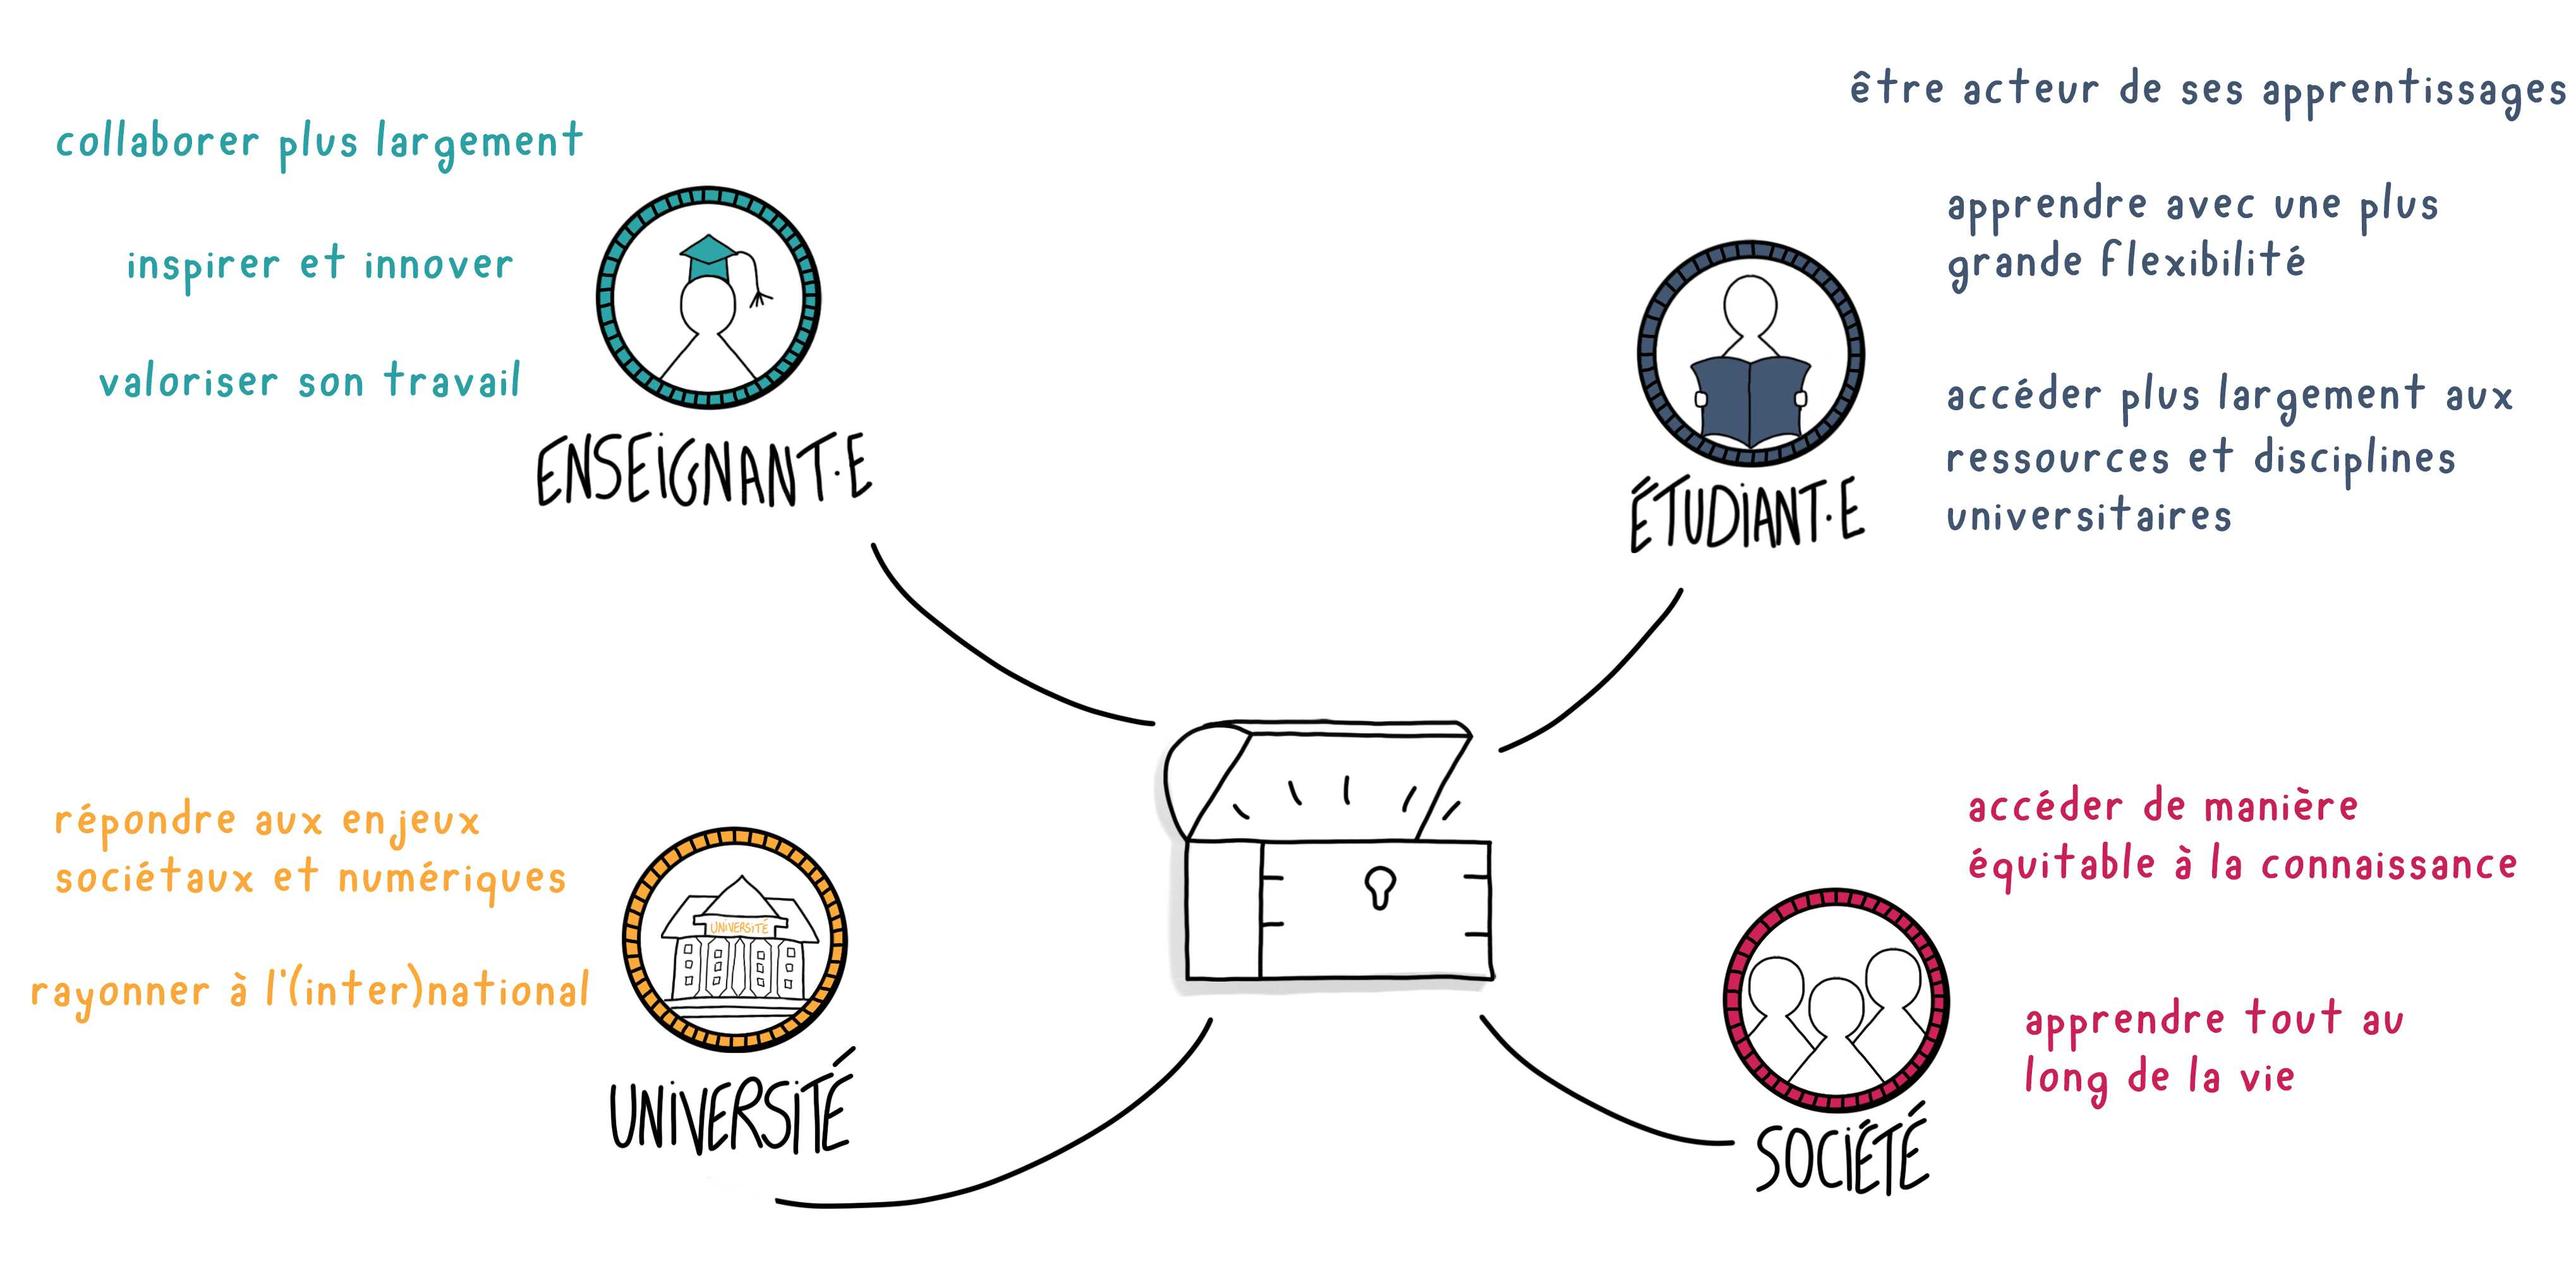 collaborer plus largement
inspirer et innover
valoriser son travail
ENSEIGNANT·E
être acteur de ses apprentissages
apprendre avec une plus
grande flexibilité
accéder plus largement aux
ressources et disciplines
universitaires
ÉTUDIANT·E
répondre aux enjeux
sociétaux et numériques
rayonner à l'(inter)national
UNIVERSITÉ
UNIVERSITÉ
accéder de manière
équitable à la connaissance
apprendre tout au
long de la vie
SOCIÉTÉ